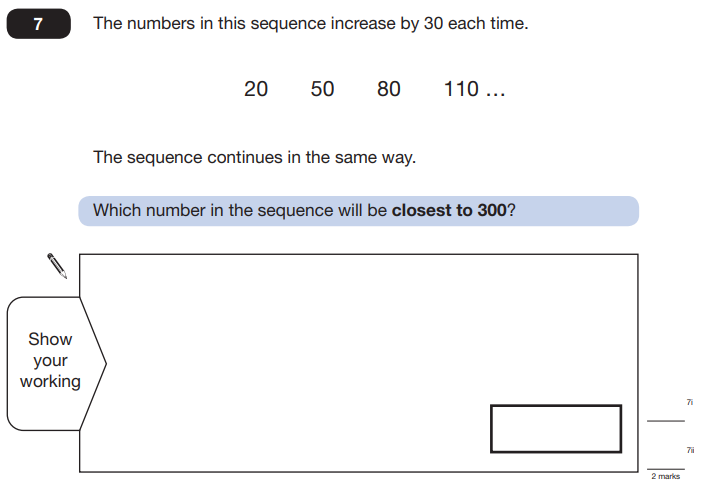 7
The numbers in this sequence increase by 30 each time.
20 50 80 110 …
The sequence continues in the same way.
Which number in the sequence will be closest to 300?
Show
your
working
7i
7ii
2 marks